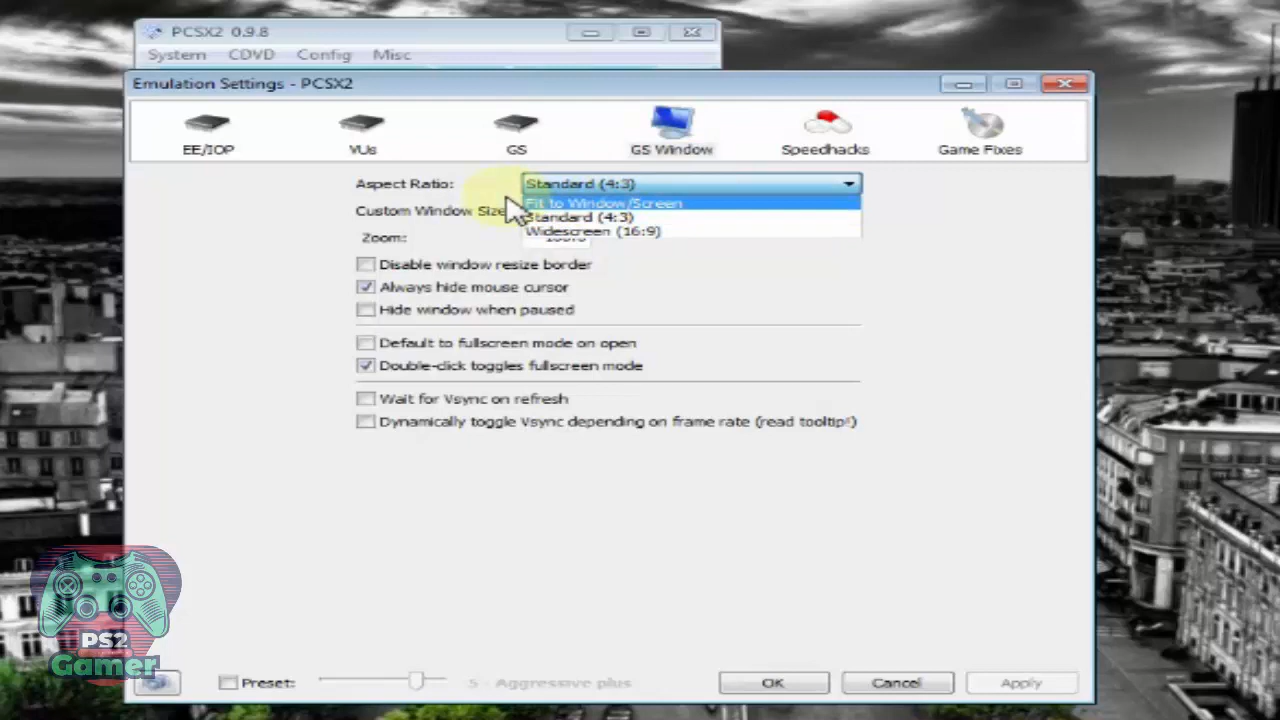 PCSX2 0.9.8
System CDVD Config Misc
Emulation Settings - PCSX2
EE/IOP VUs GS GS Window Speedhacks Game Fixes
Aspect Ratio: Standard (4:3)
Fit to Window/Screen
Custom Window Size
Standard (4:3)
Widescreen (16:9)
Zoom:
Disable window resize border
Always hide mouse cursor
Hide window when paused
Default to fullscreen mode on open
Double-click toggles fullscreen mode
Wait for Vsync on refresh
Dynamically toggle Vsync depending on frame rate (read tooltip!)
PS2
Gamer
Preset: 5 - Aggressive plus OK Cancel Apply